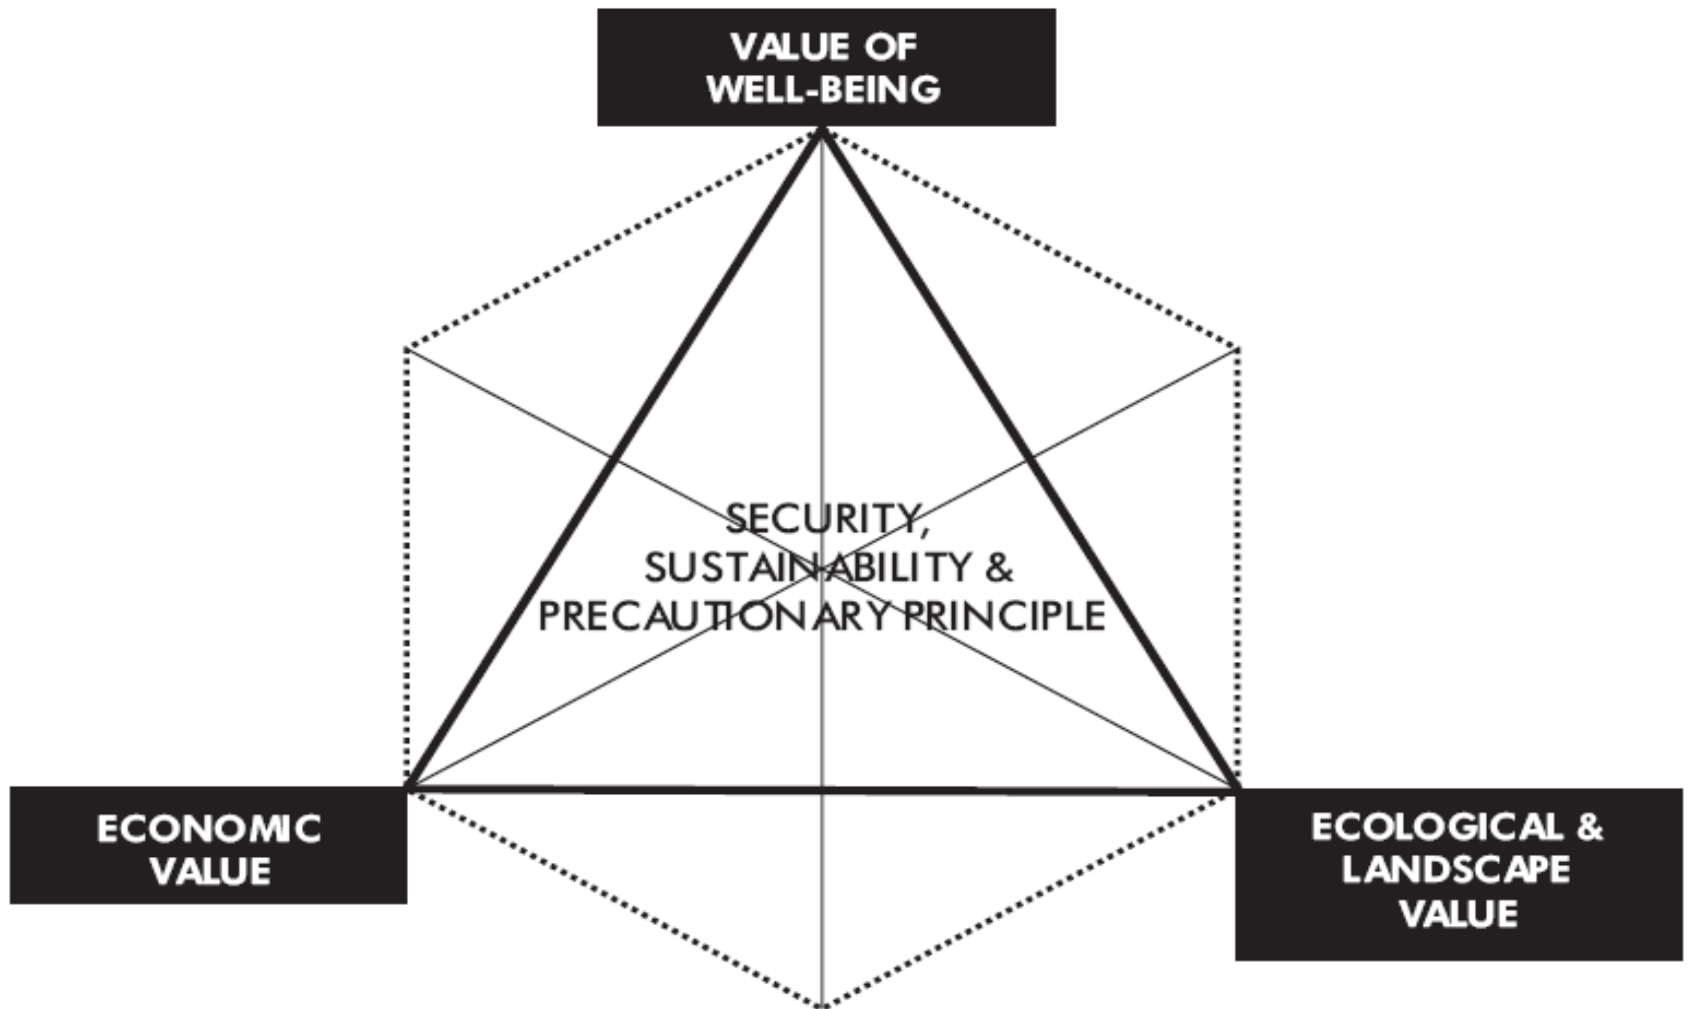 VALUE OF
WELL-BEING
SECURITY,
SUSTAINABILITY &
PRECAUTIONARY PRINCIPLE
ECONOMIC
VALUE
ECOLOGICAL &
LANDSCAPE
VALUE